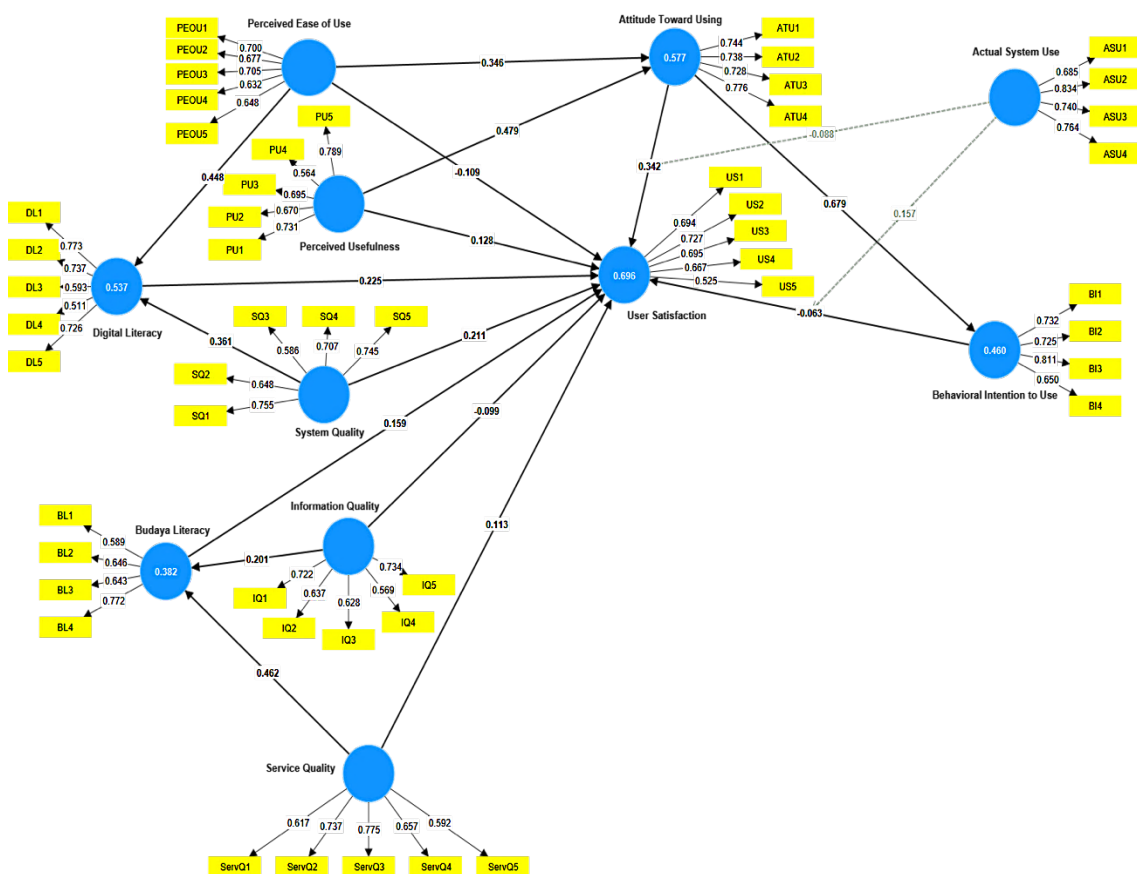 Perceived Ease of Use
PEOU1
PEOU2
PEOU3
PEOU4
PEOU5
0.700
0.677
0.705
0.632
0.648
Attitude Toward Using
0.577
ATU1
ATU2
ATU3
ATU4
0.744
0.738
0.728
0.776
Actual System Use
ASU1
ASU2
ASU3
ASU4
0.685
0.834
0.740
0.764
0.346
0.479
0.448
-0.109
0.342
-0.088
0.679
0.157
PU5
PU4
PU3
PU2
PU1
0.789
0.564
0.695
0.670
0.731
Perceived Usefulness
0.128
DL1
DL2
DL3
DL4
DL5
0.773
0.737
0.593
0.511
0.726
0.537
Digital Literacy
0.225
US1
US2
US3
US4
US5
0.694
0.727
0.695
0.667
0.525
0.696
User Satisfaction
-0.063
BI1
BI2
BI3
BI4
0.732
0.725
0.811
0.650
0.460
Behavioral Intention to Use
SQ3
SQ4
SQ5
SQ2
SQ1
0.586
0.707
0.745
0.648
0.755
System Quality
0.361
0.211
0.159
-0.099
0.113
Budaya Literacy
BL1
BL2
BL3
BL4
0.589
0.646
0.643
0.772
0.382
0.201
Information Quality
0.722
0.637
0.628
0.569
0.734
IQ1
IQ2
IQ3
IQ4
IQ5
0.462
Service Quality
0.617
0.737
0.775
0.657
0.592
ServQ1
ServQ2
ServQ3
ServQ4
ServQ5